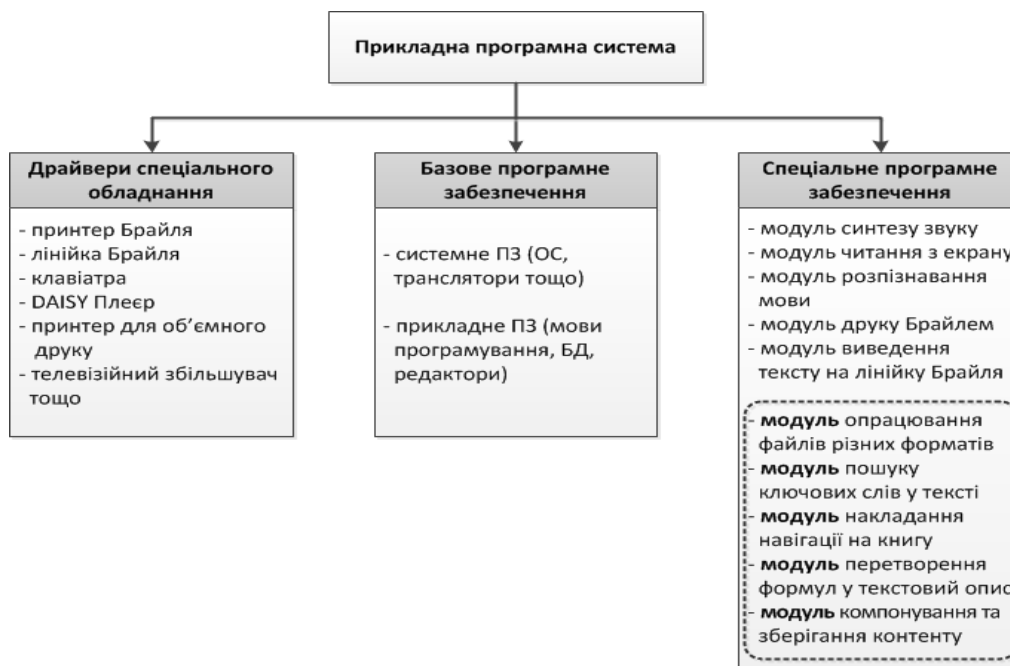 Прикладна програмна система
Драйвери спеціального
обладнання
- принтер Брайля
- лінійка Брайля
- клавіатра
- DAISY Плеєр
- принтер для об’ємного
друку
- телевізійний збільшувач
тощо
Базове програмне
забезпечення
- системне ПЗ (ОС,
транслятори тощо)
- прикладне ПЗ (мови
програмування, БД,
редактори)
Спеціальне програмне
забезпечення
- модуль синтезу звуку
- модуль читання з екрану
- модуль розпізнавання
мови
- модуль друку Брайлем
- модуль виведення
тексту на лінійку Брайля
- модуль опрацювання
файлів різних форматів
- модуль пошуку
ключових слів у тексті
- модуль накладання
навігації на книгу
- модуль перетворення
формул у текстовий опис
- модуль компонування та
зберігання контенту